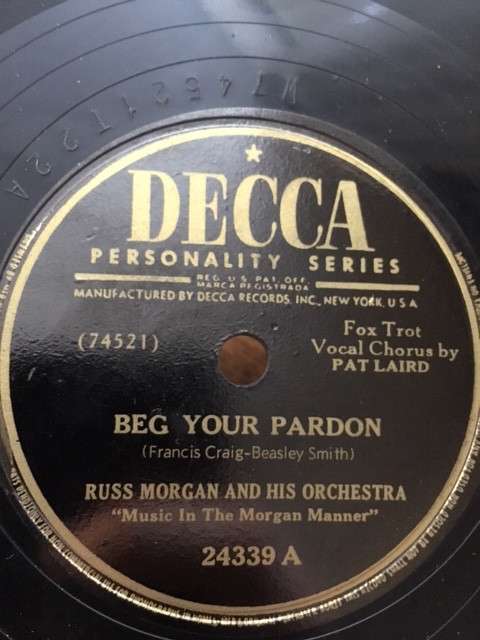 W74521T22A
DECCA
PERSONALITY SERIES
REG. U.S. PAT. OFF.
MARCA REGISTRADA
MANUFACTURED BY DECCA RECORDS, INC., NEW YORK, U S A
(74521)
Fox Trot
Vocal Chorus by
PAT LAIRD
BEG YOUR PARDON
(Francis Craig-Beasley Smith)
RUSS MORGAN AND HIS ORCHESTRA
"Music In The Morgan Manner"
24339 A